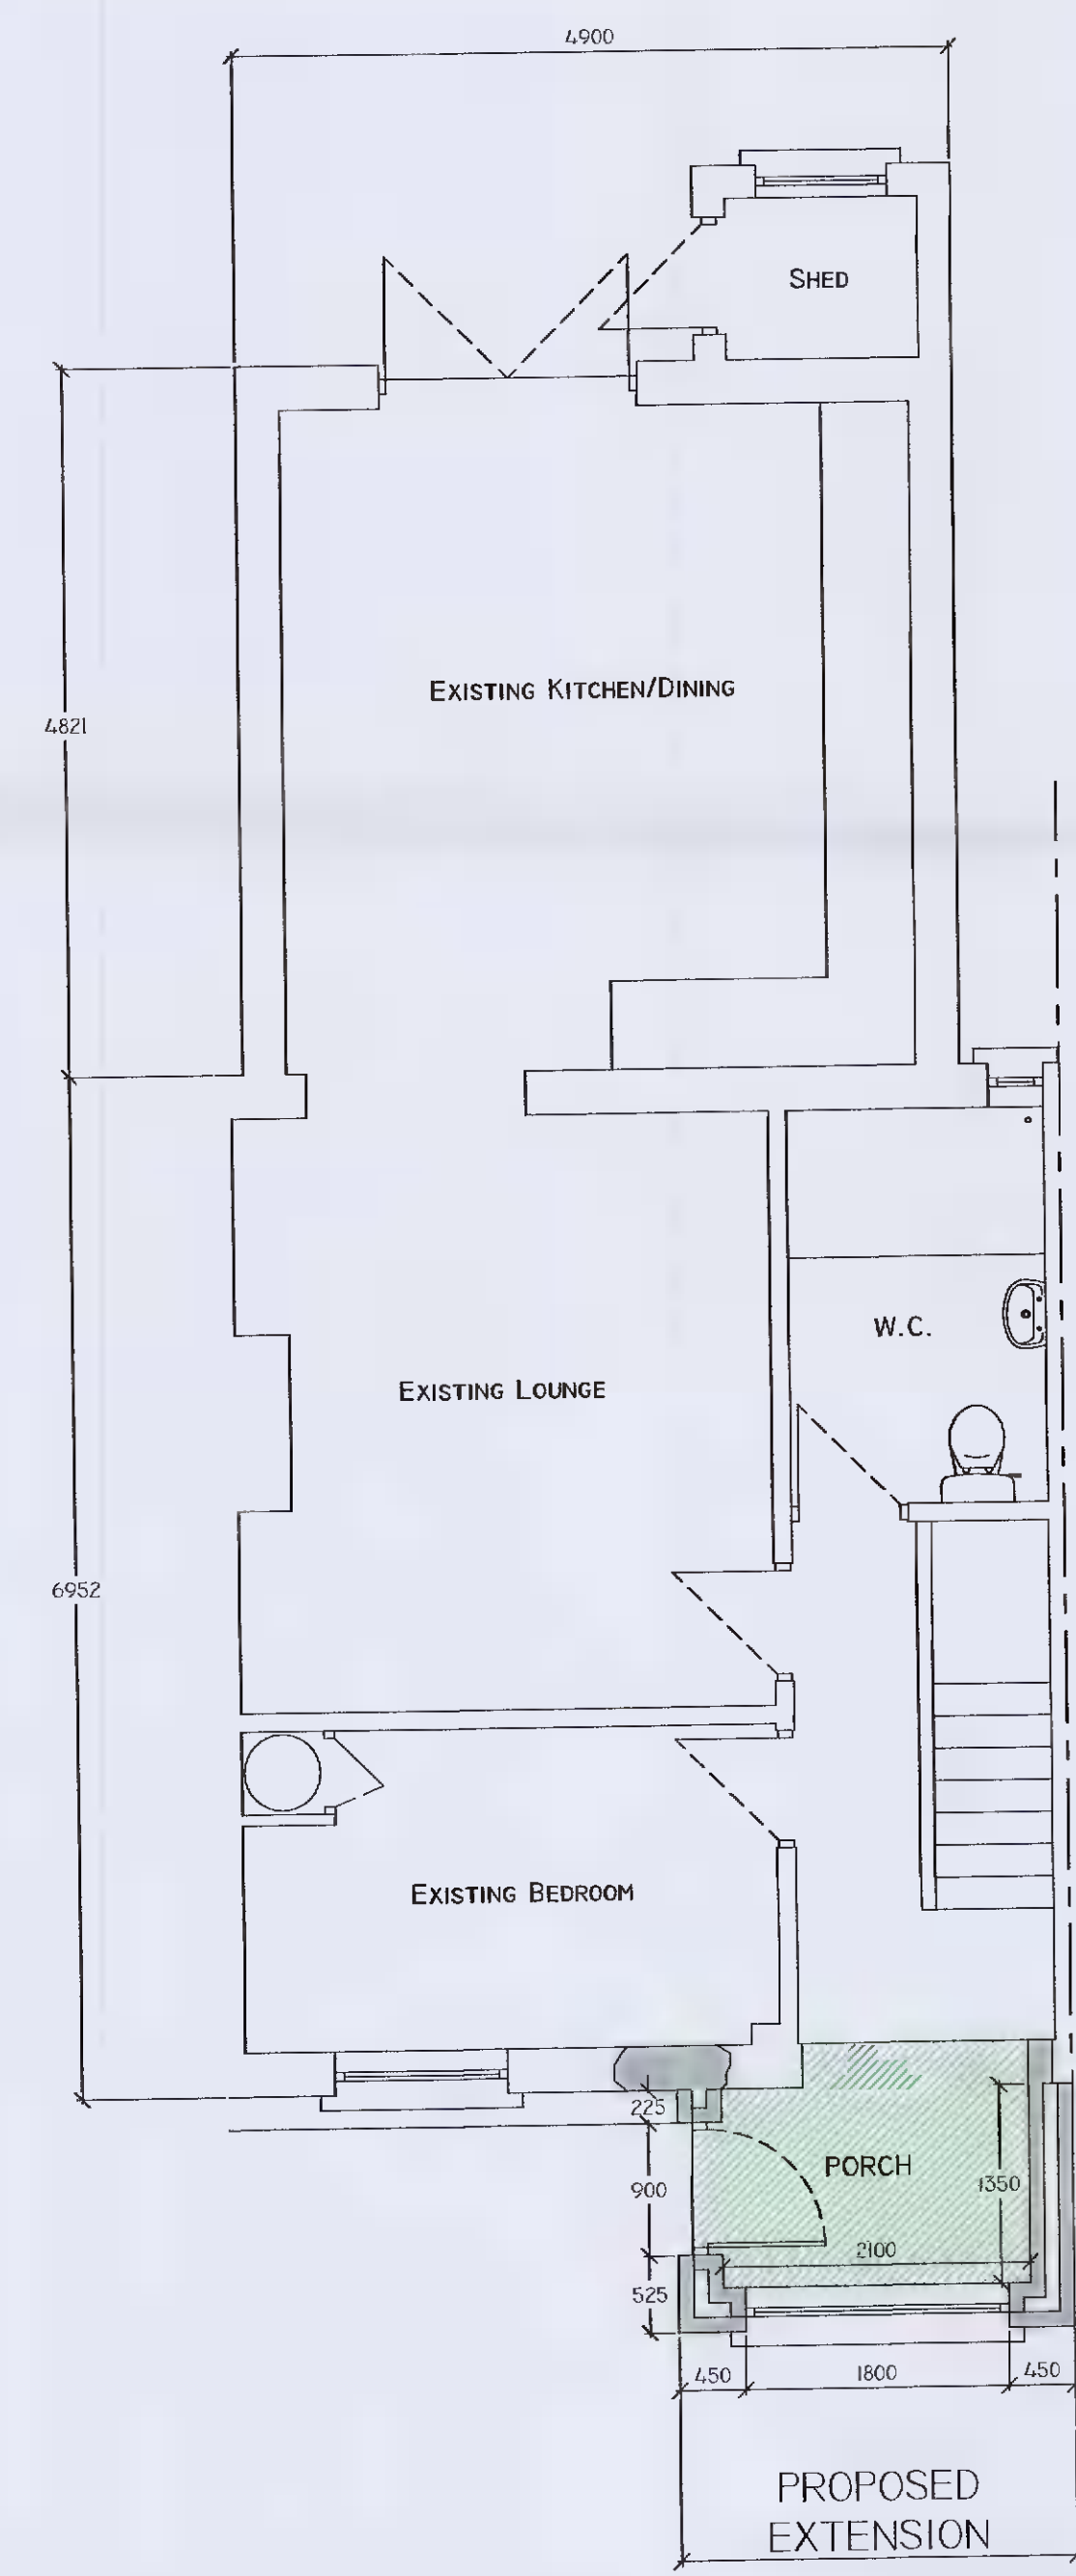 4900
SHED
EXISTING KITCHEN/DINING
4821
W.C.
EXISTING LOUNGE
6952
EXISTING BEDROOM
225
PORCH
1350
900
2100
525
450
1800
450
PROPOSED
EXTENSION